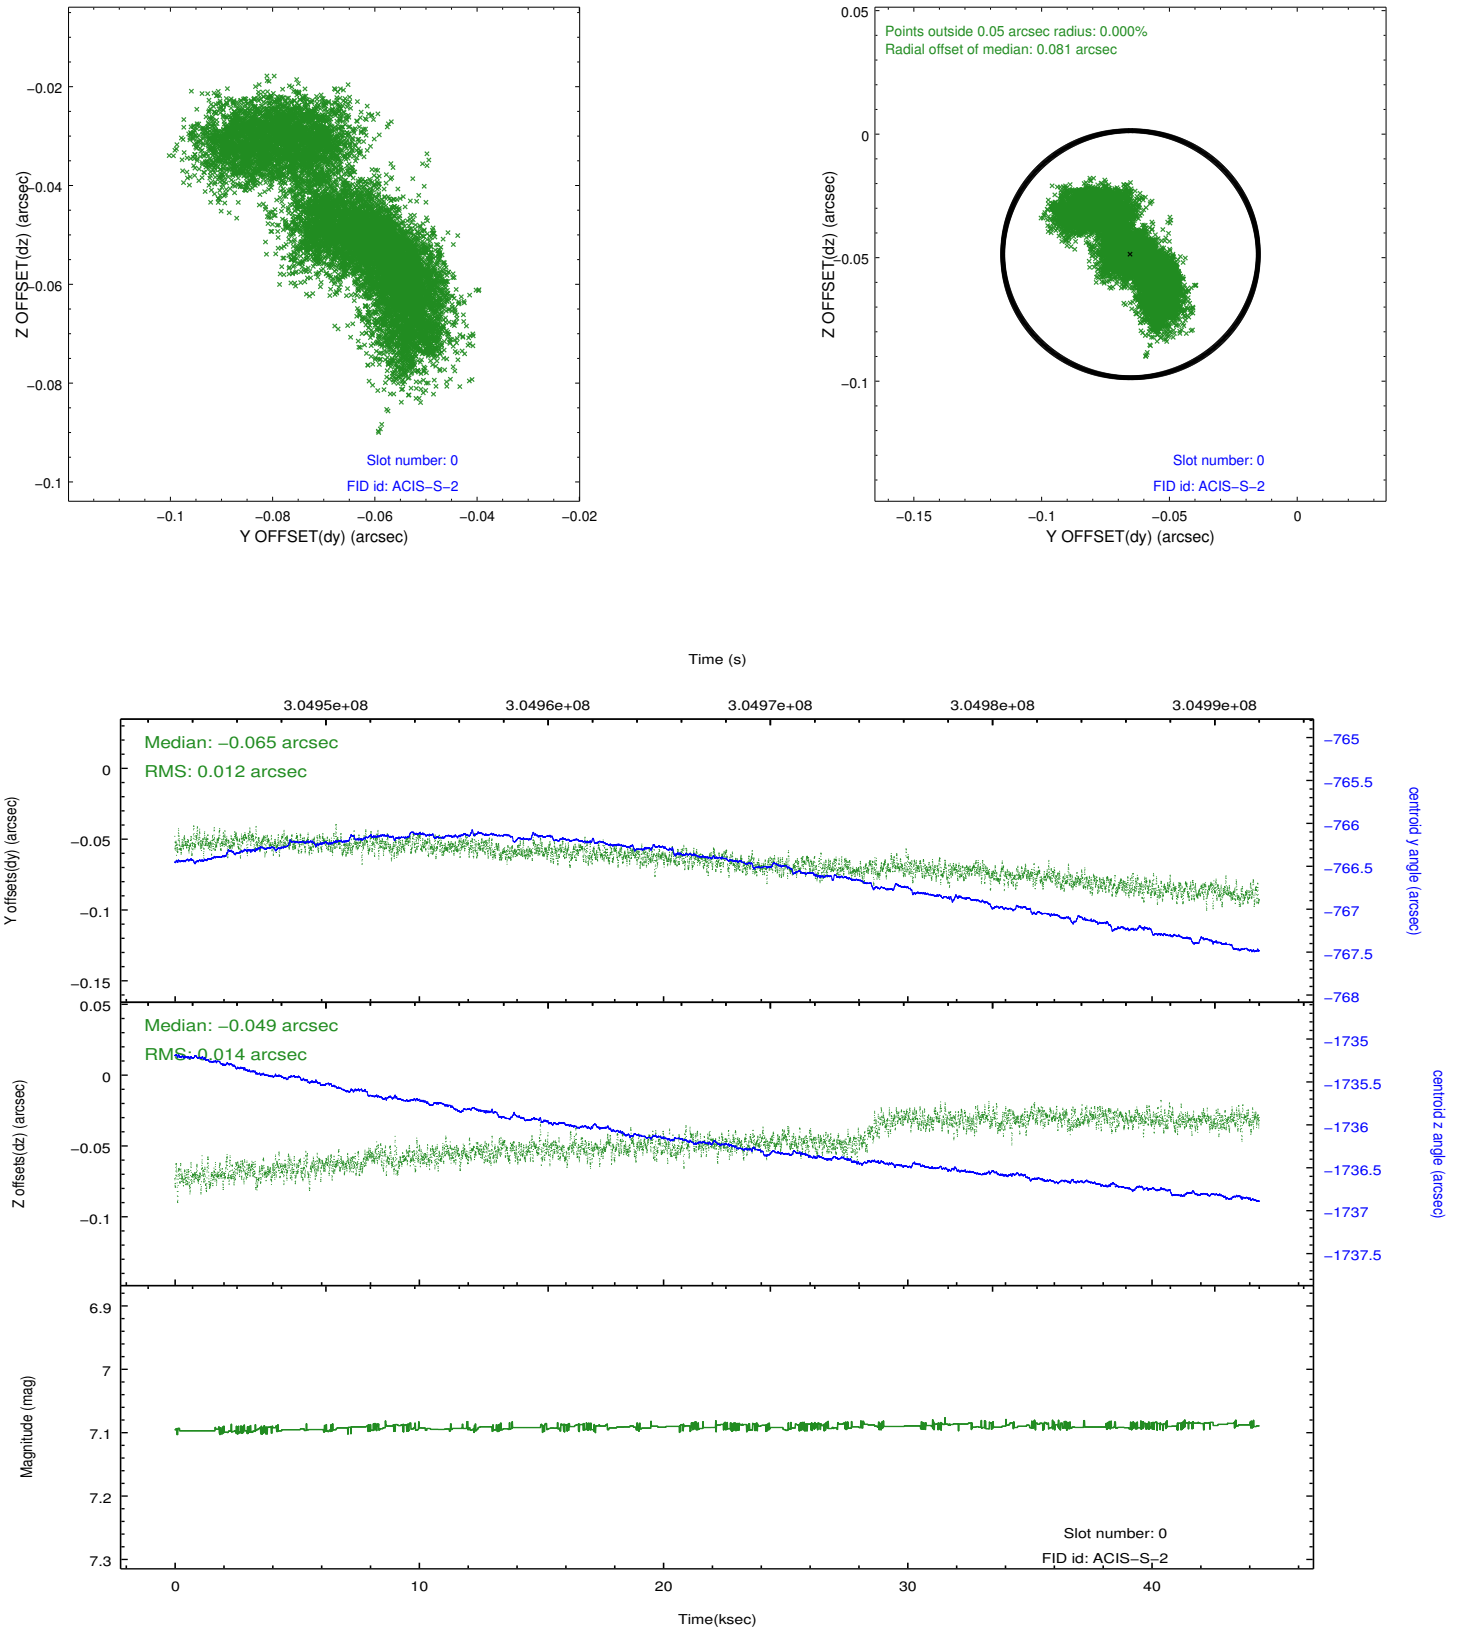 −0.02
−0.04
−0.06
−0.08
−0.1
Z OFFSET(dz) (arcsec)
Slot number: 0
FID id: ACIS−S−2
−0.1 −0.08 −0.06 −0.04 −0.02
Y OFFSET(dy) (arcsec)
0.05
0
−0.05
−0.1
Z OFFSET(dz) (arcsec)
Points outside 0.05 arcsec radius: 0.000%
Radial offset of median: 0.081 arcsec
Slot number: 0
FID id: ACIS−S−2
−0.15 −0.1 −0.05 0
Y OFFSET(dy) (arcsec)
Time (s)
3.0495e+08 3.0496e+08 3.0497e+08 3.0498e+08 3.0499e+08
Median: −0.065 arcsec
RMS: 0.012 arcsec
0
−0.05
−0.1
−0.15
Y offsets(dy) (arcsec)
−765
−765.5
−766
−766.5
−767
−767.5
−768
centroid y angle (arcsec)
Median: −0.049 arcsec
RMS: 0.014 arcsec
0.05
0
−0.05
−0.1
Z offsets(dz) (arcsec)
−1735
−1735.5
−1736
−1736.5
−1737
−1737.5
centroid z angle (arcsec)
6.9
7
7.1
7.2
7.3
Magnitude (mag)
Slot number: 0
FID id: ACIS−S−2
0 10 20 30 40
Time(ksec)